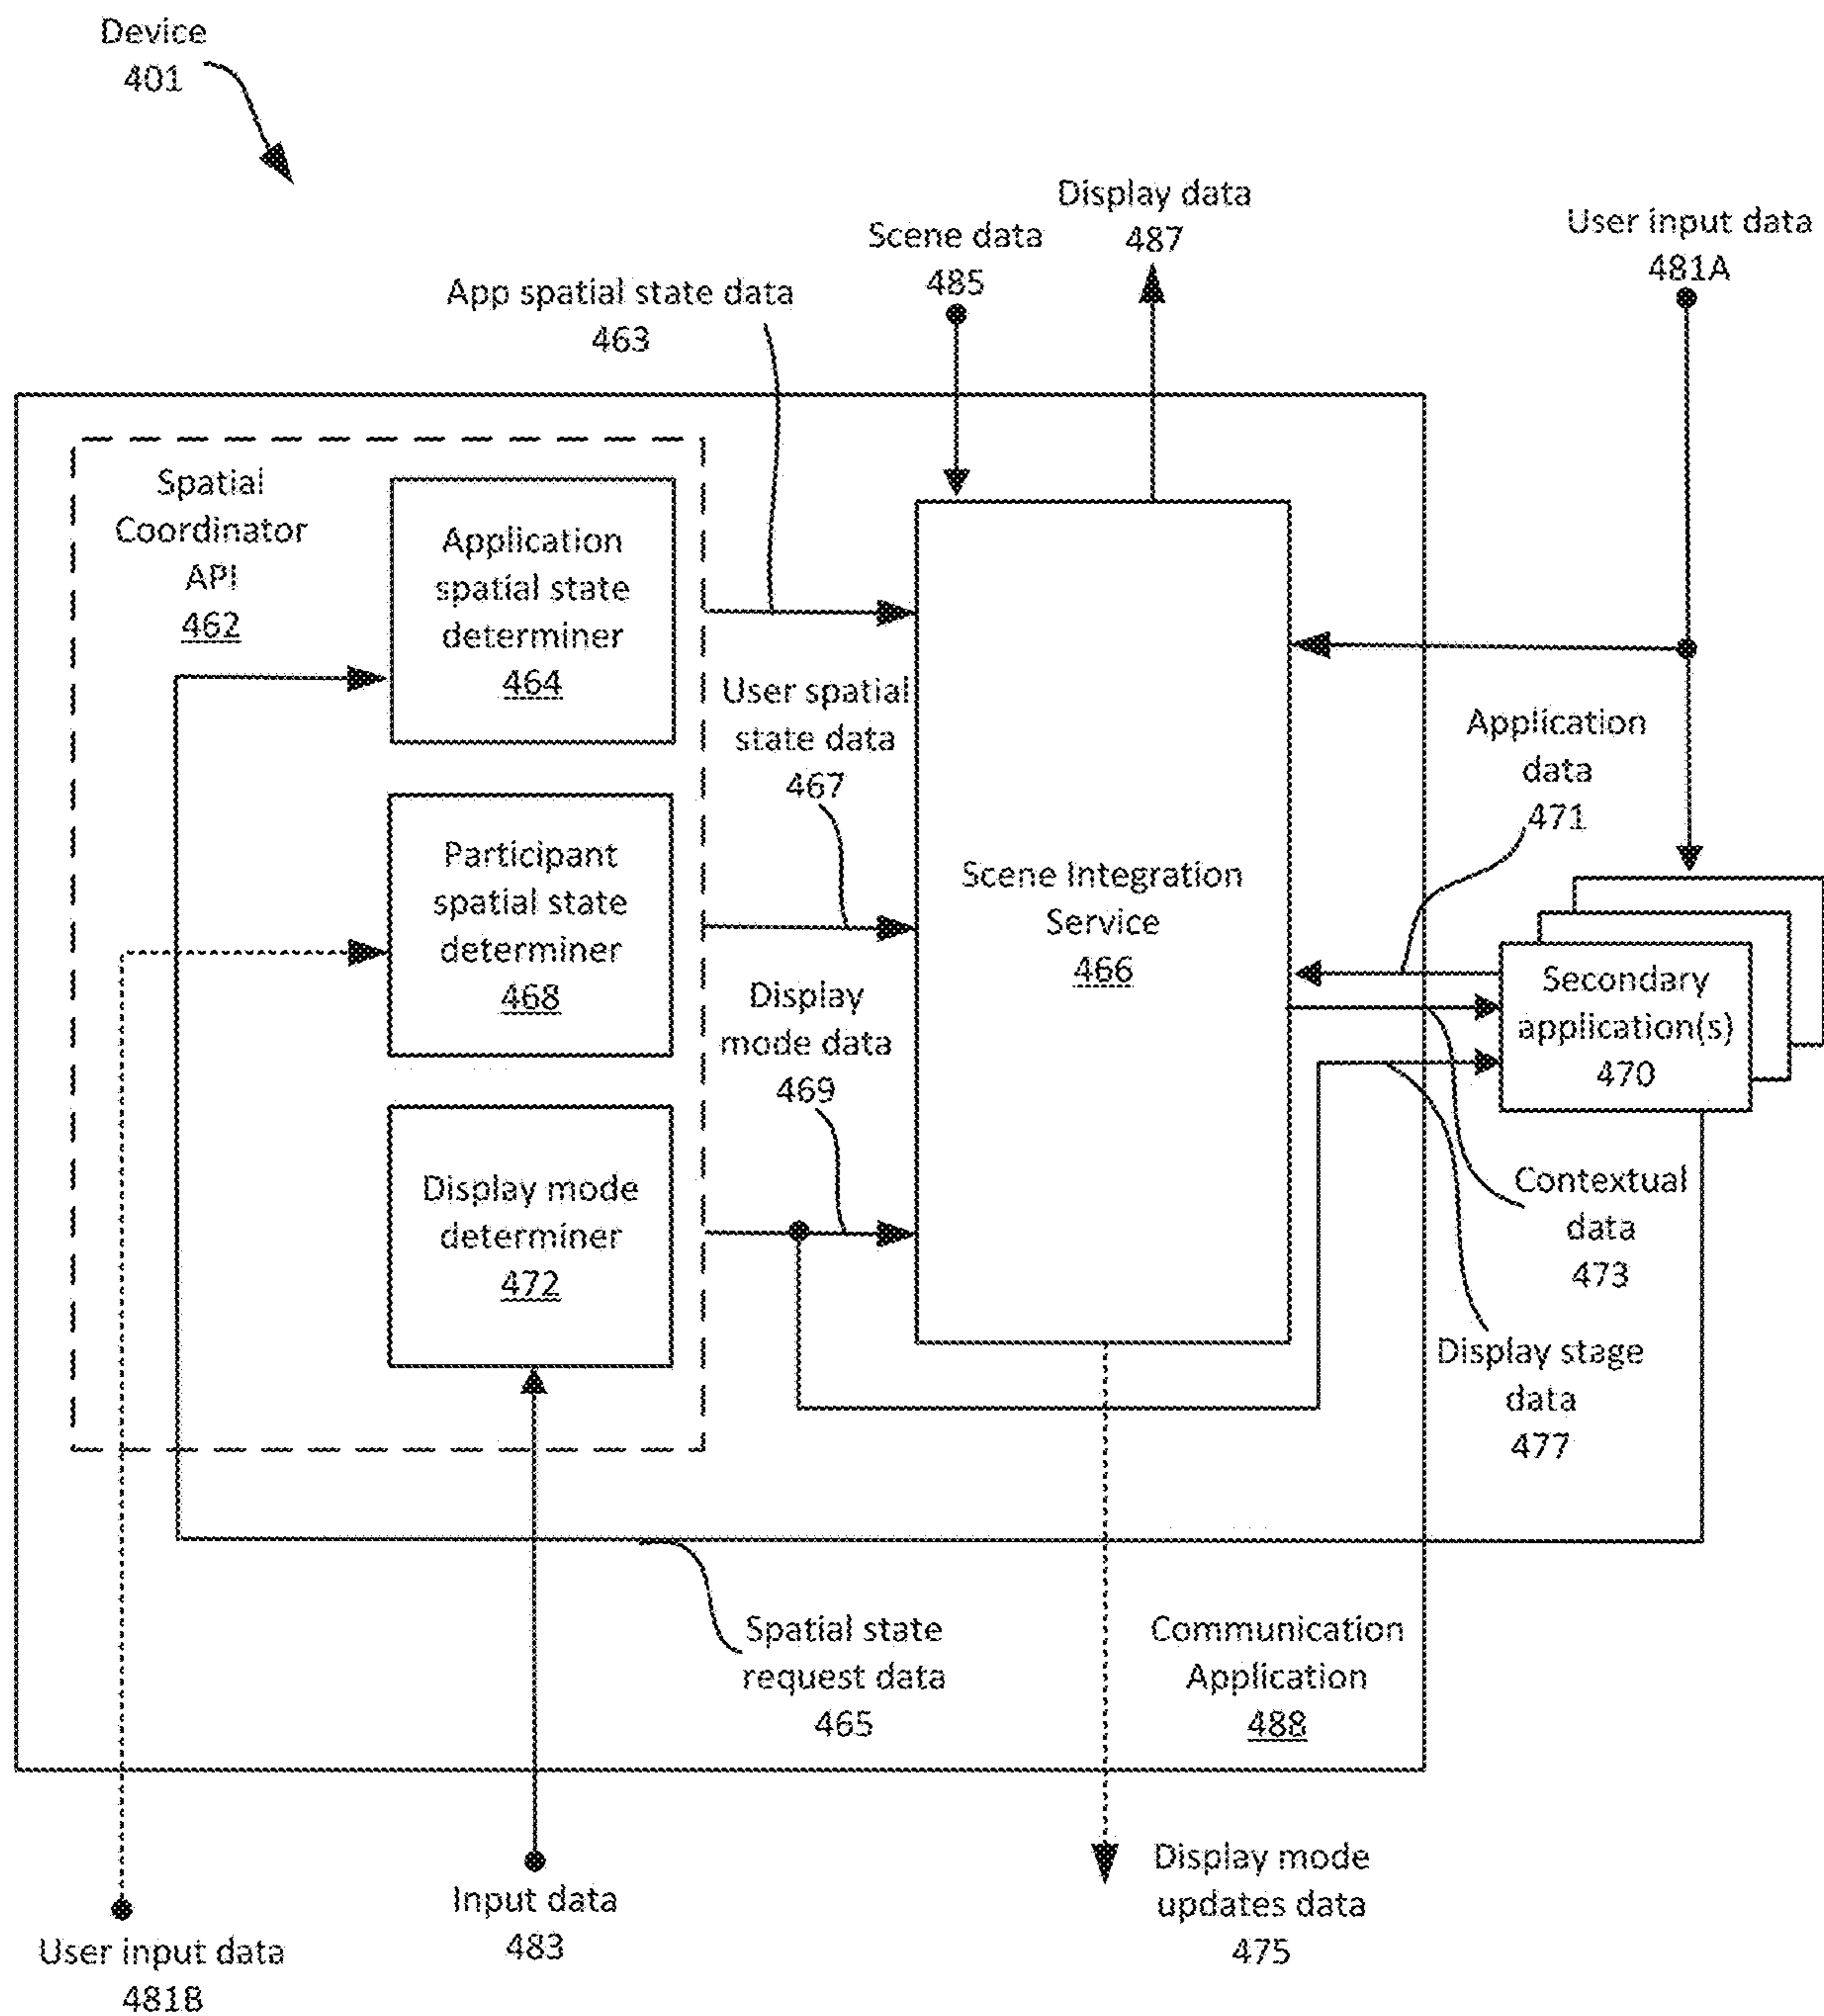 Device
401
Display data
487
Scene data
485
User input data
481A
App spatial state data
463
Spatial
Coordinator
API
462
Application
spatial state
determiner
464
User spatial
state data
467
Application
data
471
Participant
spatial state
determiner
468
Scene Integration
Service
466
Display
mode data
469
Secondary
application(s)
470
Display mode
determiner
472
Contextual
data
473
Display stage
data
477
Spatial state
request data
465
Communication
Application
488
Display mode
updates data
475
Input data
483
User input data
481B